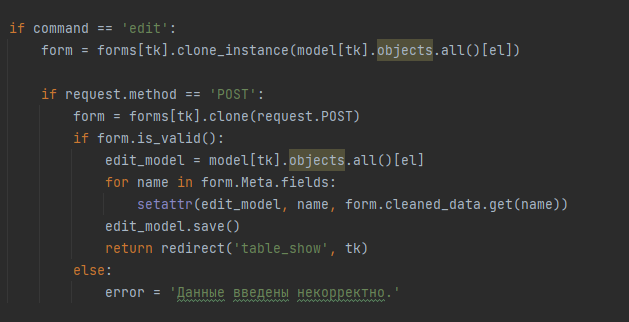 if command == 'edit':
    form = forms[tk].clone_instance(model[tk].objects.all()[el])
    if request.method == 'POST':
        form = forms[tk].clone(request.POST)
        if form.is_valid():
            edit_model = model[tk].objects.all()[el]
            for name in form.Meta.fields:
                setattr(edit_model, name, form.cleaned_data.get(name))
            edit_model.save()
            return redirect('table_show', tk)
        else:
            error = 'Данные введены некорректно.'